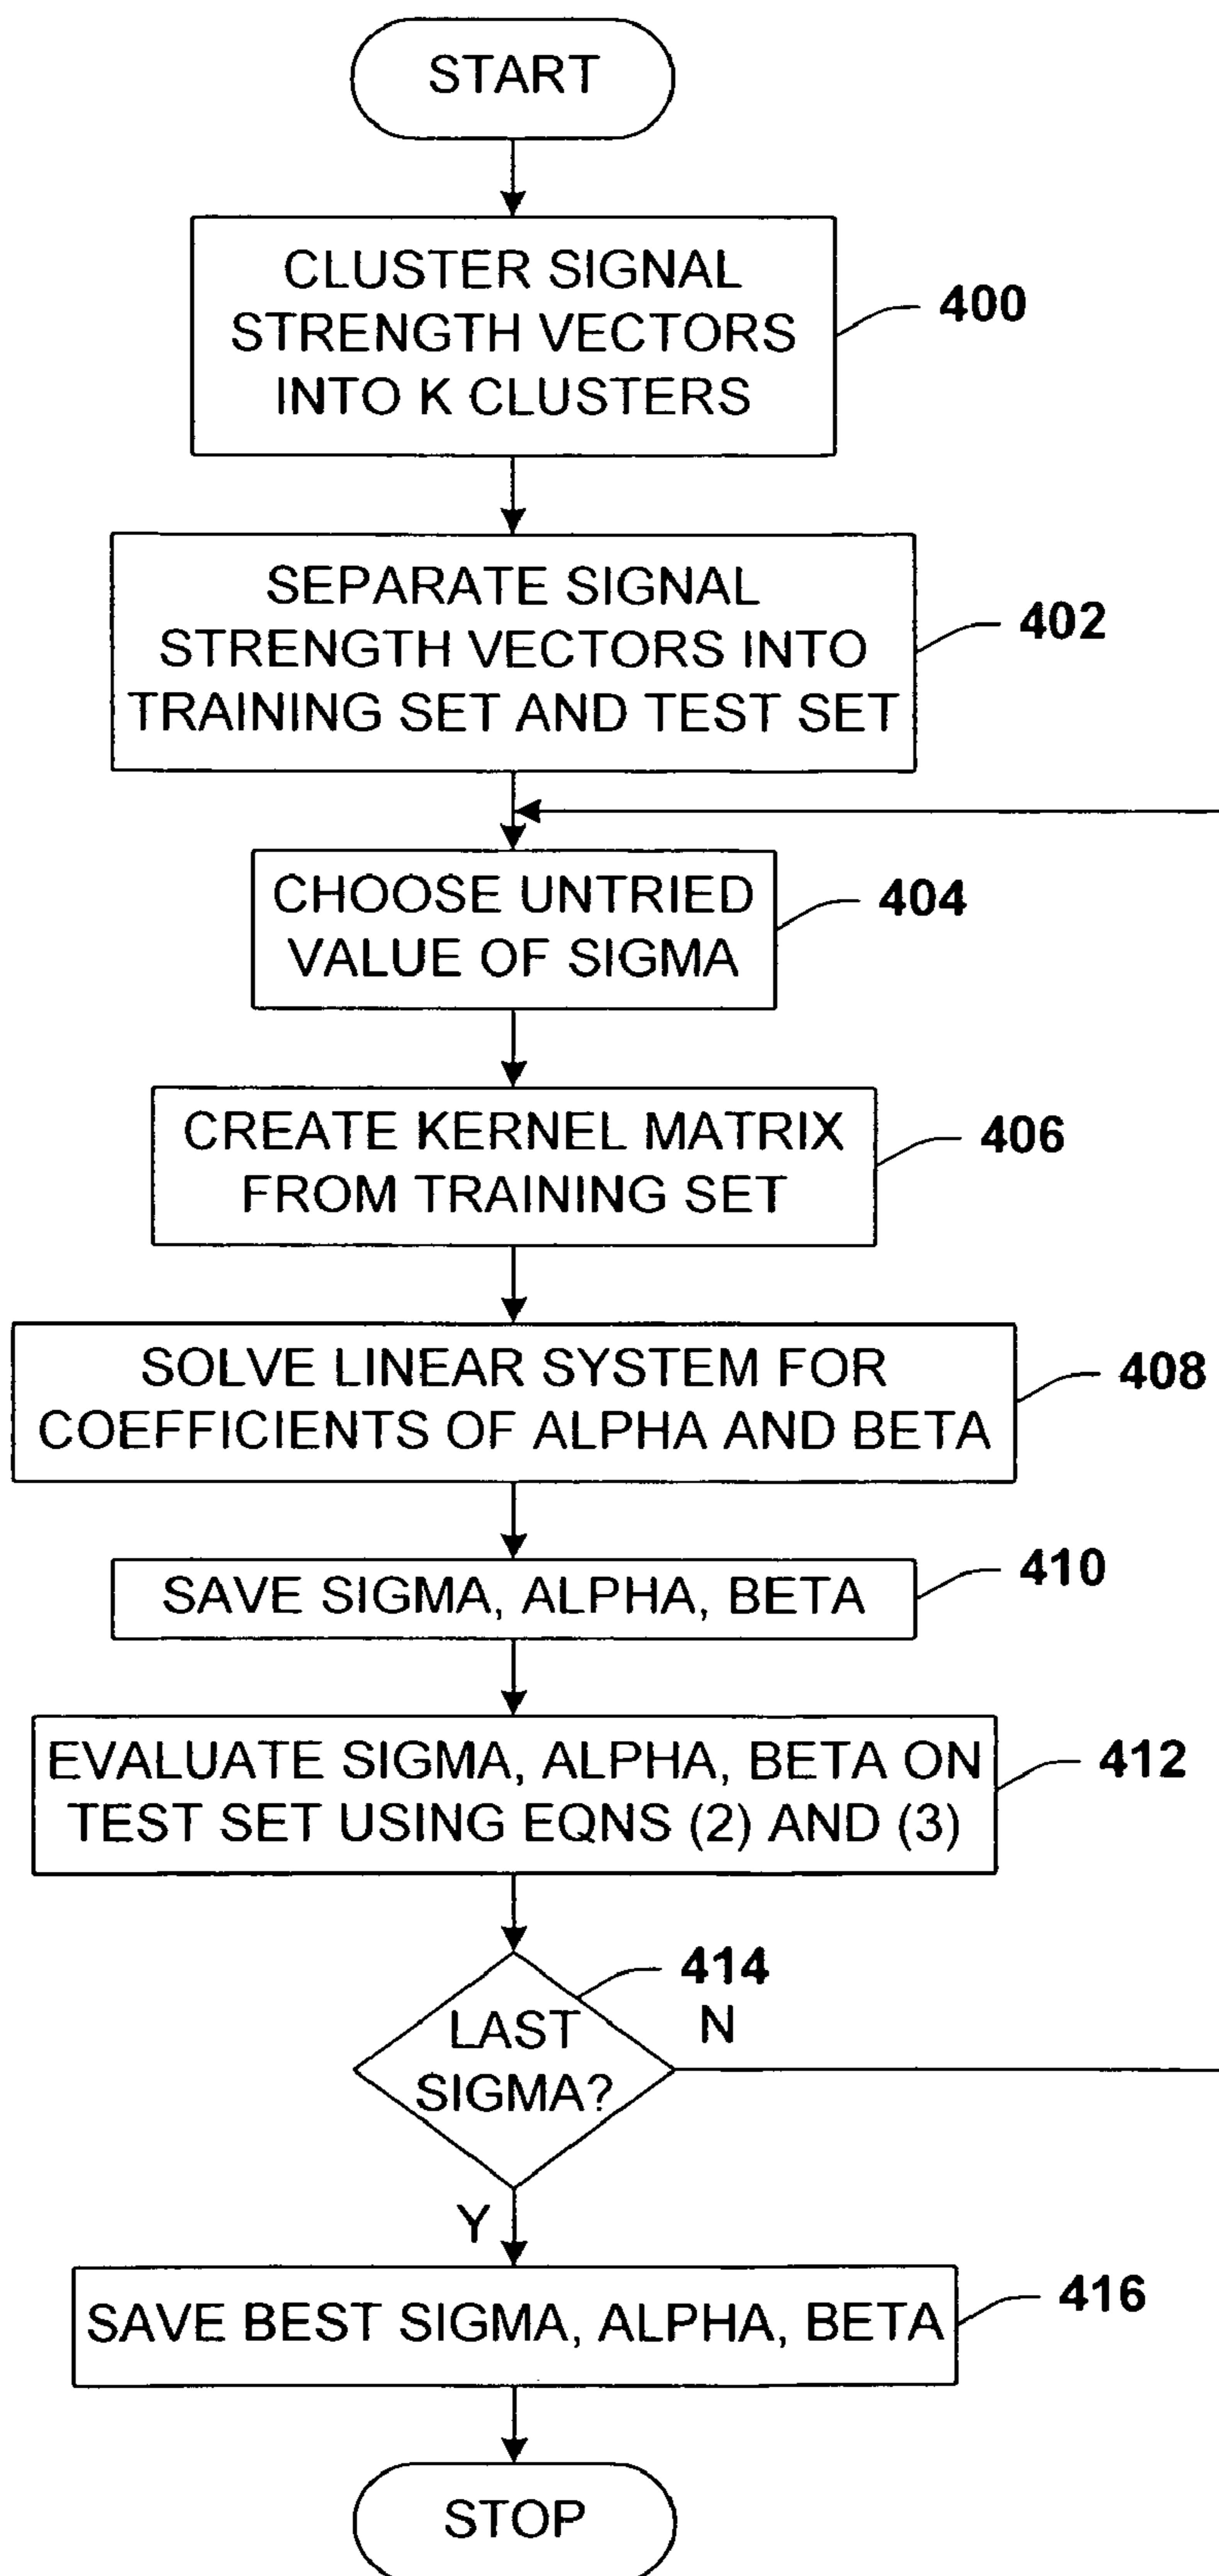 START
CLUSTER SIGNAL
STRENGTH VECTORS
INTO K CLUSTERS
400
SEPARATE SIGNAL
STRENGTH VECTORS INTO
TRAINING SET AND TEST SET
402
CHOOSE UNTRIED
VALUE OF SIGMA
404
CREATE KERNEL MATRIX
FROM TRAINING SET
406
SOLVE LINEAR SYSTEM FOR
COEFFICIENTS OF ALPHA AND BETA
408
SAVE SIGMA, ALPHA, BETA
410
EVALUATE SIGMA, ALPHA, BETA ON
TEST SET USING EQNS (2) AND (3)
412
LAST
SIGMA?
414
N
Y
SAVE BEST SIGMA, ALPHA, BETA
416
STOP